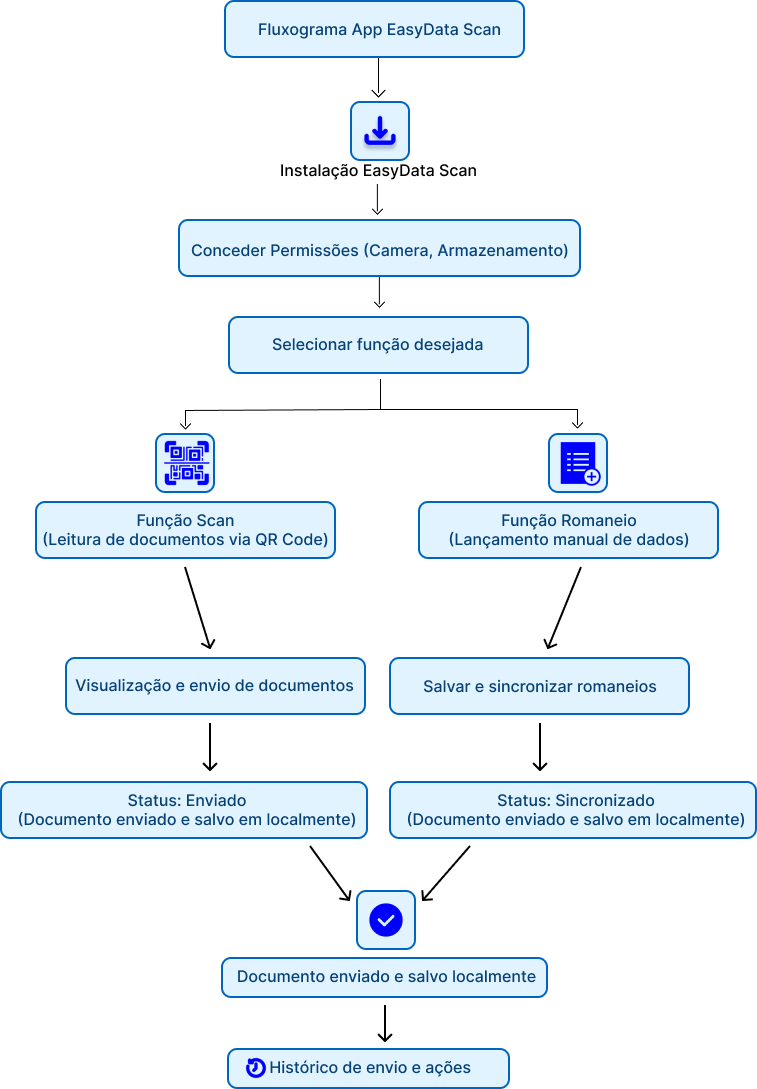 Fluxograma App EasyData Scan
Instalação EasyData Scan
Conceder Permissões (Camera, Armazenamento)
Selecionar função desejada
Função Scan
(Leitura de documentos via QR Code)
Função Romaneio
(Lançamento manual de dados)
Visualização e envio de documentos
Salvar e sincronizar romaneios
Status: Enviado
(Documento enviado e salvo em localmente)
Status: Sincronizado
(Documento enviado e salvo em localmente)
Documento enviado e salvo localmente
Histórico de envio e ações